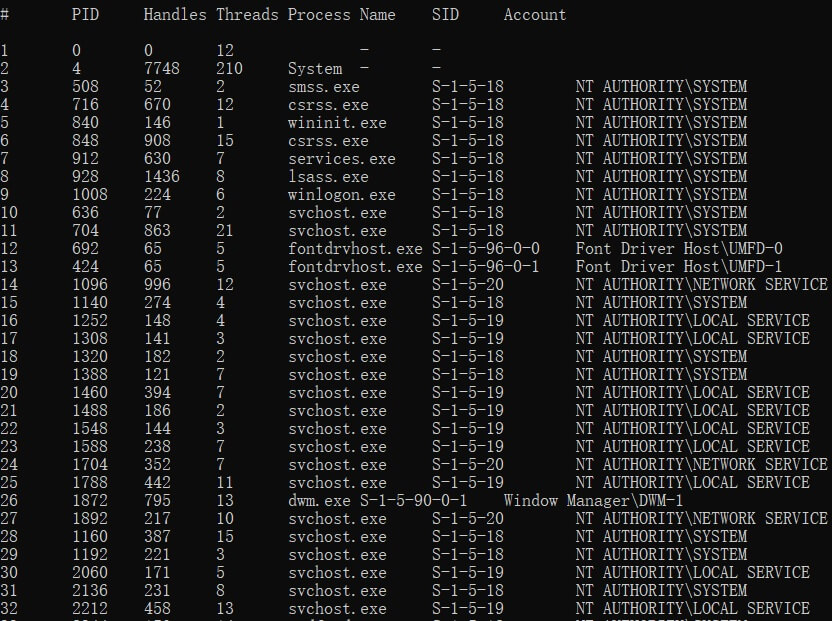 # PID Handles Threads Process Name SID Account
1 0 0 12 - -
2 4 7748 210 System - -
3 508 52 2 smss.exe S-1-5-18 NT AUTHORITY\SYSTEM
4 716 670 12 csrss.exe S-1-5-18 NT AUTHORITY\SYSTEM
5 840 146 1 wininit.exe S-1-5-18 NT AUTHORITY\SYSTEM
6 848 908 15 csrss.exe S-1-5-18 NT AUTHORITY\SYSTEM
7 912 630 7 services.exe S-1-5-18 NT AUTHORITY\SYSTEM
8 928 1436 8 lsass.exe S-1-5-18 NT AUTHORITY\SYSTEM
9 1008 224 6 winlogon.exe S-1-5-18 NT AUTHORITY\SYSTEM
10 636 77 2 svchost.exe S-1-5-18 NT AUTHORITY\SYSTEM
11 704 863 21 svchost.exe S-1-5-18 NT AUTHORITY\SYSTEM
12 692 65 5 fontdrvhost.exe S-1-5-96-0-0 Font Driver Host\UMFD-0
13 424 65 5 fontdrvhost.exe S-1-5-96-0-1 Font Driver Host\UMFD-1
14 1096 996 12 svchost.exe S-1-5-20 NT AUTHORITY\NETWORK SERVICE
15 1140 274 4 svchost.exe S-1-5-18 NT AUTHORITY\SYSTEM
16 1252 148 4 svchost.exe S-1-5-19 NT AUTHORITY\LOCAL SERVICE
17 1308 141 3 svchost.exe S-1-5-19 NT AUTHORITY\LOCAL SERVICE
18 1320 182 2 svchost.exe S-1-5-18 NT AUTHORITY\SYSTEM
19 1388 121 7 svchost.exe S-1-5-18 NT AUTHORITY\SYSTEM
20 1460 394 7 svchost.exe S-1-5-19 NT AUTHORITY\LOCAL SERVICE
21 1488 186 2 svchost.exe S-1-5-19 NT AUTHORITY\LOCAL SERVICE
22 1548 144 3 svchost.exe S-1-5-19 NT AUTHORITY\LOCAL SERVICE
23 1588 238 7 svchost.exe S-1-5-19 NT AUTHORITY\LOCAL SERVICE
24 1704 352 7 svchost.exe S-1-5-20 NT AUTHORITY\NETWORK SERVICE
25 1788 442 11 svchost.exe S-1-5-19 NT AUTHORITY\LOCAL SERVICE
26 1872 795 13 dwm.exe S-1-5-90-0-1 Window Manager\DWM-1
27 1892 217 10 svchost.exe S-1-5-20 NT AUTHORITY\NETWORK SERVICE
28 1160 387 15 svchost.exe S-1-5-18 NT AUTHORITY\SYSTEM
29 1192 221 3 svchost.exe S-1-5-18 NT AUTHORITY\SYSTEM
30 2060 171 5 svchost.exe S-1-5-19 NT AUTHORITY\LOCAL SERVICE
31 2136 231 8 svchost.exe S-1-5-18 NT AUTHORITY\SYSTEM
32 2212 458 13 svchost.exe S-1-5-19 NT AUTHORITY\LOCAL SERVICE